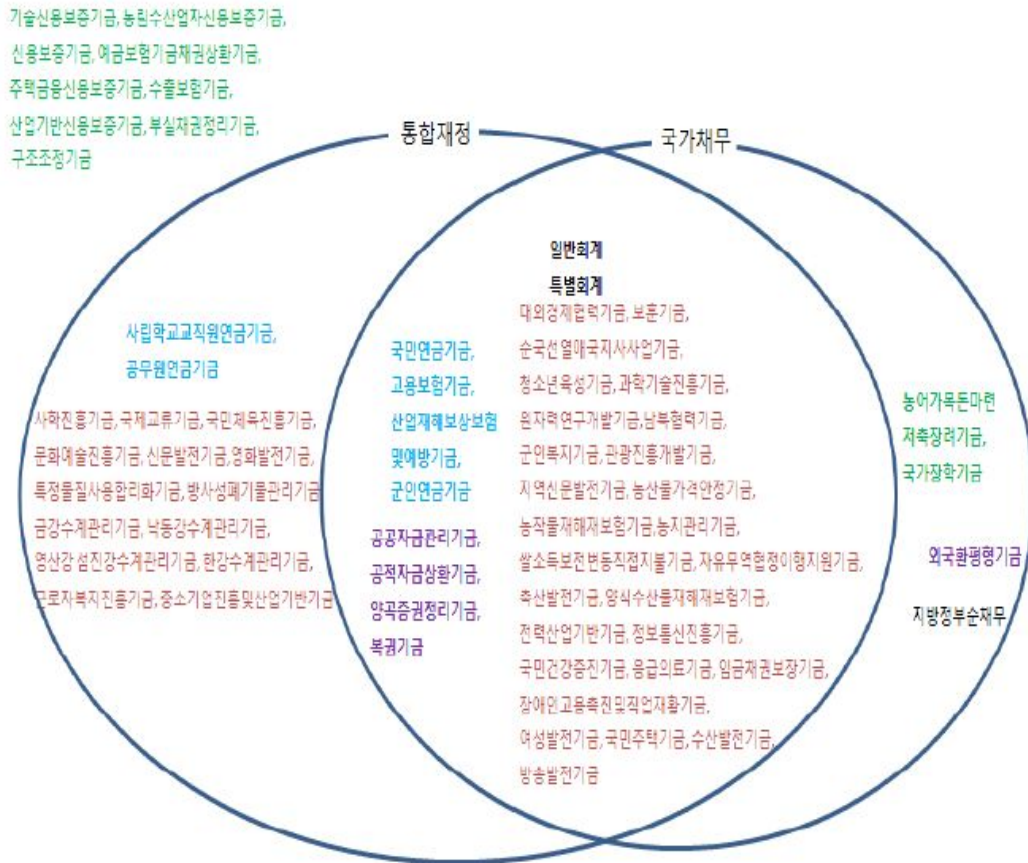 기술신용보증기금, 농림수산업자신용보증기금,
신용보증기금, 예금보험기금채권상환기금,
주택금융신용보증기금, 수출보험기금,
산업기반신용보증기금, 부실채권정리기금,
구조조정기금
통합재정
국가채무
사립학교교직원연금기금,
공무원연금기금
사학진흥기금, 국제교류기금, 국민체육진흥기금,
문화예술진흥기금, 신문발전기금, 영화발전기금,
특정물질사용합리화기금, 방사성폐기물관리기금
금강수계관리기금, 낙동강수계관리기금,
영산강 섬진강수계관리기금, 한강수계관리기금,
근로자복지진흥기금, 중소기업진흥및산업기반기금
국민연금기금,
고용보험기금,
산업재해보상보험
및예방기금,
군인연금기금
공공자금관리기금,
공적자금상환기금,
양곡증권정리기금,
복권기금
일반회계
특별회계
대외경제협력기금, 보훈기금,
순국선열애국지사사업기금,
청소년육성기금, 과학기술진흥기금,
원자력연구개발기금,남북협력기금,
군인복지기금, 관광진흥개발기금,
지역신문발전기금, 농산물가격안정기금,
농작물재해재보험기금,농지관리기금,
쌀소득보전변동직접지불기금, 자유무역협정이행지원기금,
축산발전기금, 양식수산물재해재보험기금,
전력산업기반기금, 정보통신진흥기금,
국민건강증진기금, 응급의료기금, 임금채권보장기금,
장애인고용촉진및직업재활기금,
여성발전기금, 국민주택기금, 수산발전기금,
방송발전기금
농어가목돈마련
저축장려기금,
국가장학기금
외국환평형기금
지방정부순채무